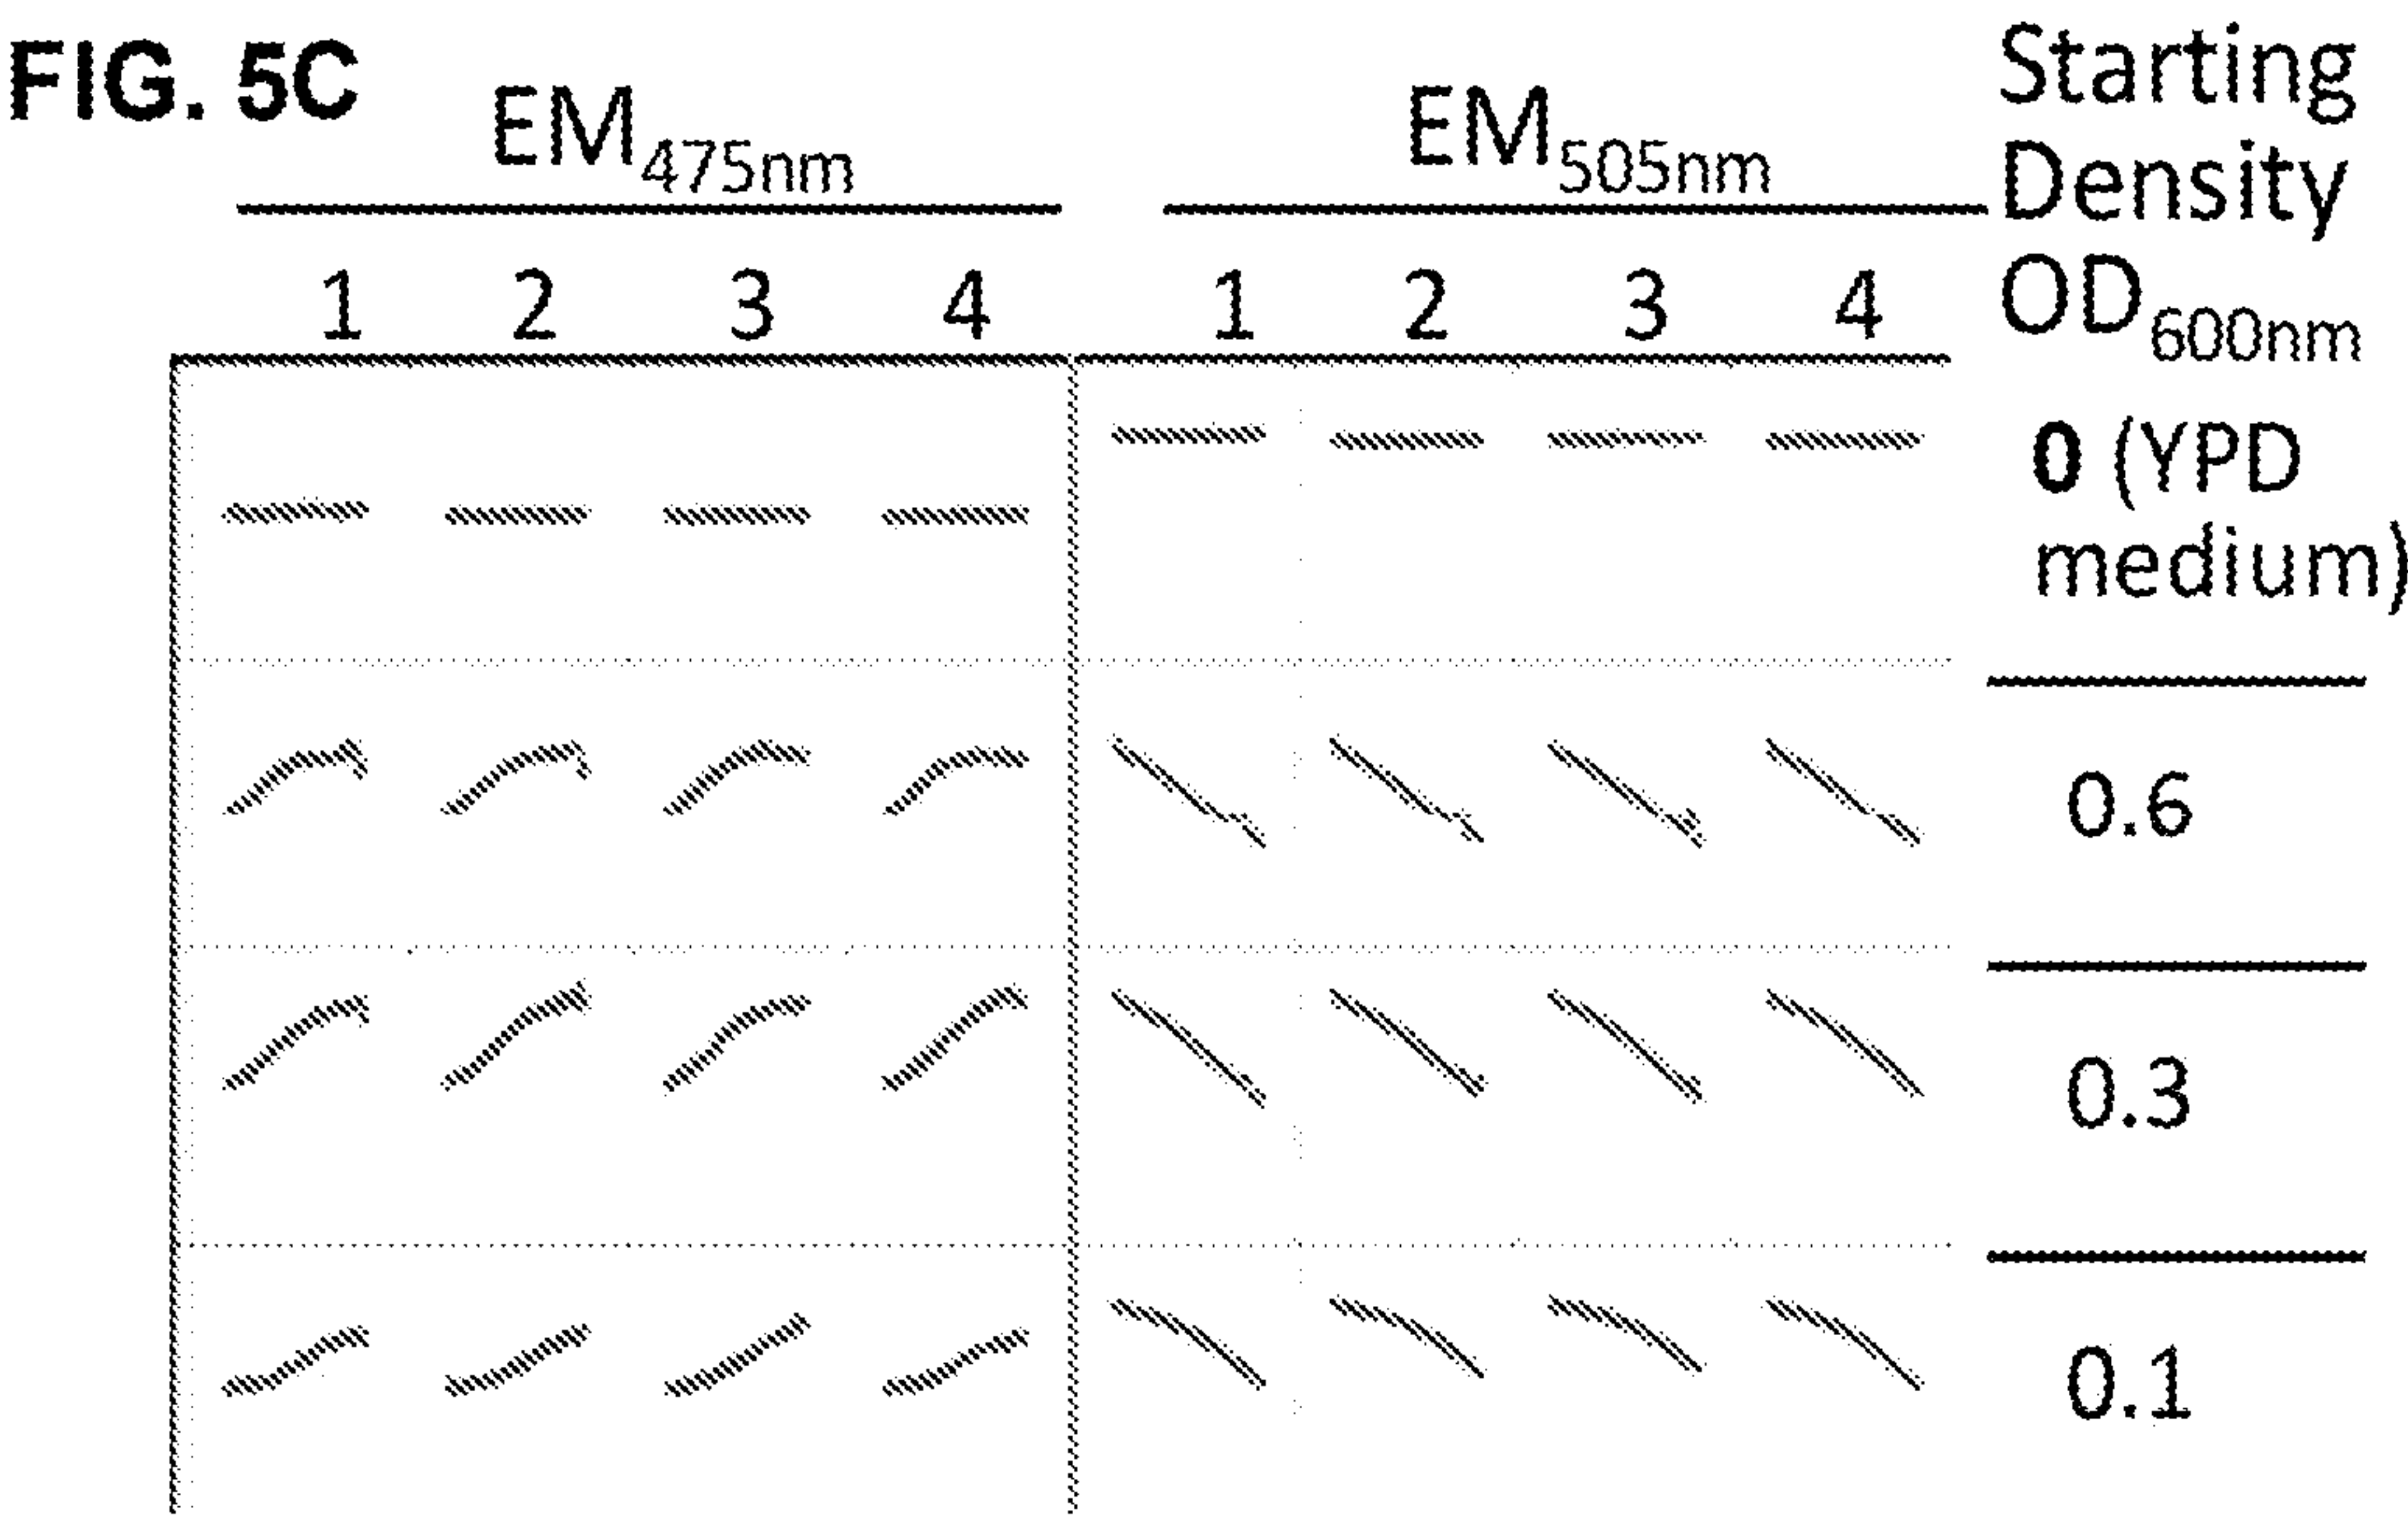 FIG. 5C
EM475nm
EM505nm
Starting
Density
OD600nm
1 2 3 4 1 2 3 4
0 (YPD
medium)
0.6
0.3
0.1